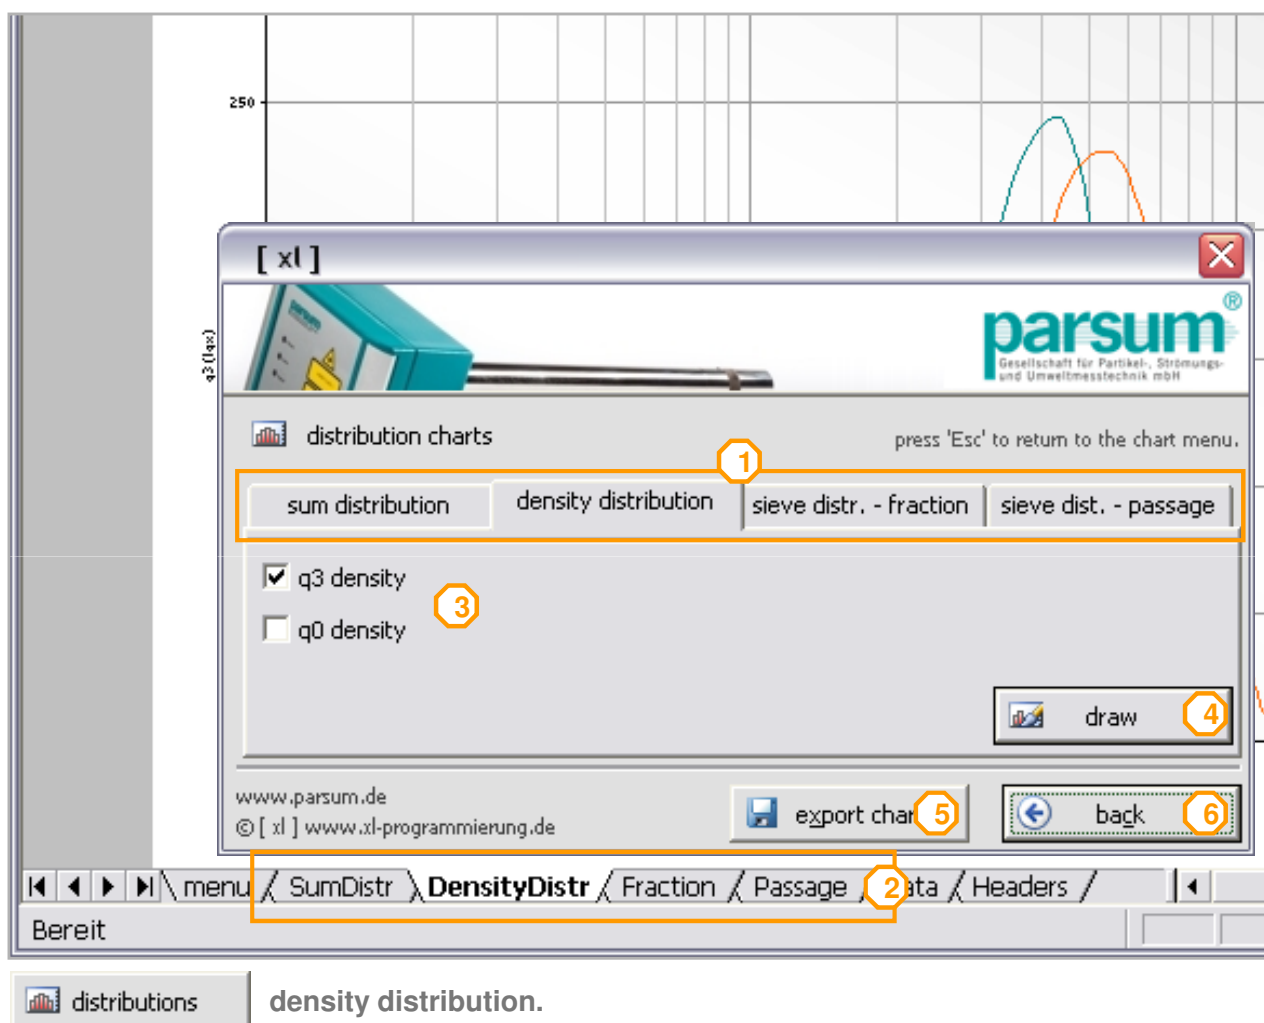 250
q3 (lqx)
[ xl ]
parsum
parsum®
Gesellschaft für Partikel-, Strömungs-
und Umweltmesstechnik mbH
distribution charts
press 'Esc' to return to the chart menu.
1
sum distribution density distribution sieve distr. - fraction sieve dist. - passage
q3 density
3
q0 density
draw 4
www.parsum.de
© [ xl ] www.xl-programmierung.de
export char 5
back 6
menu SumDistr DensityDistr Fraction Passage 2 ata Headers
Bereit
distributions density distribution.